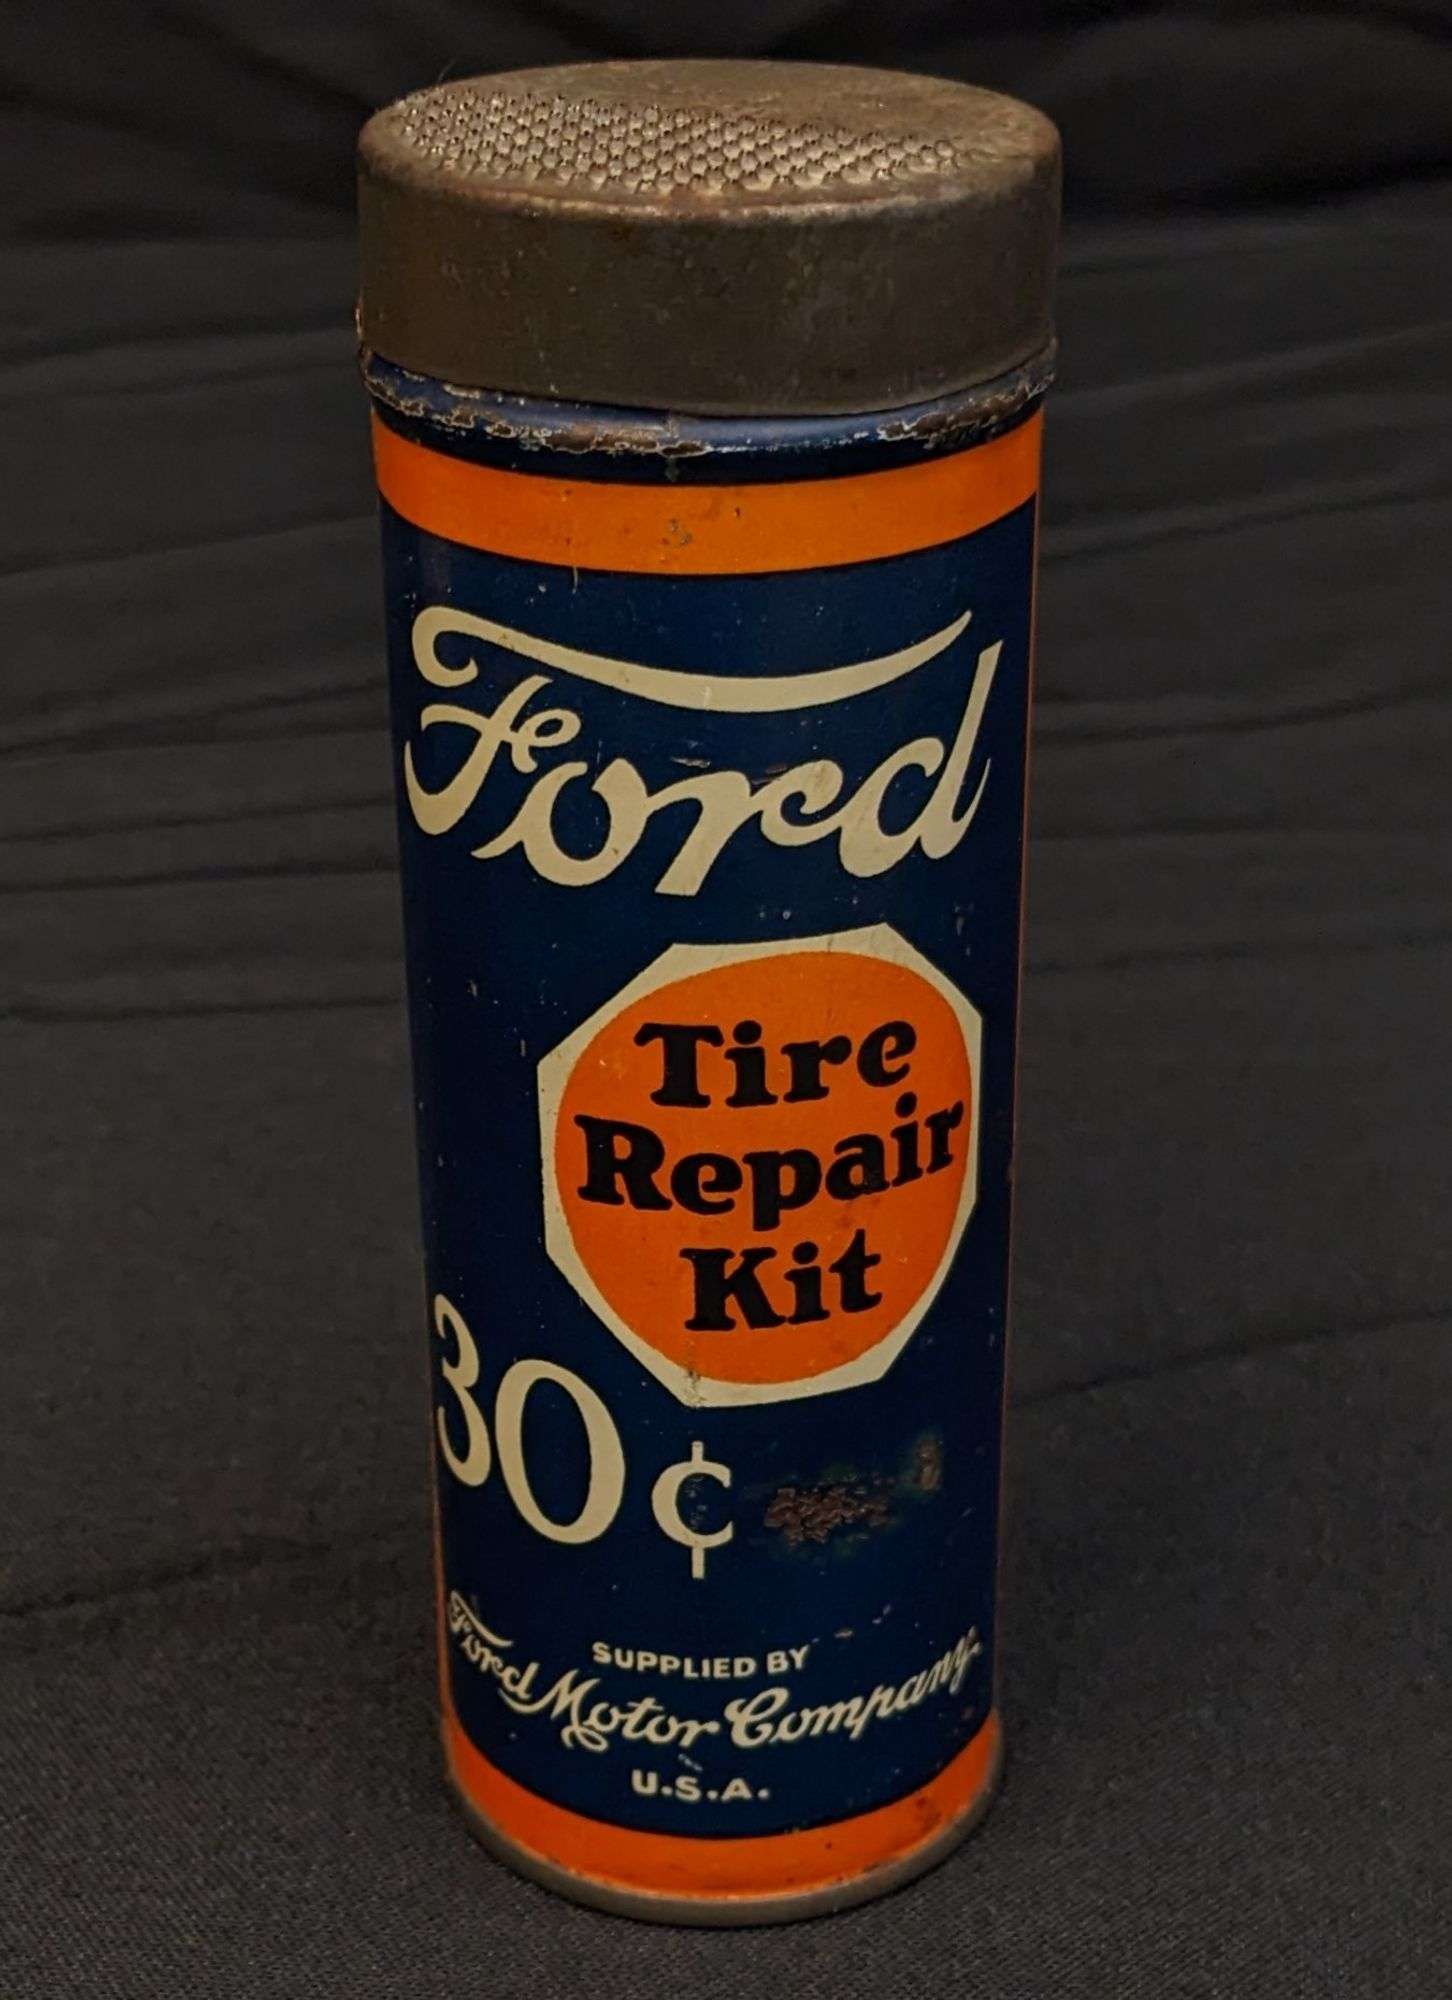 Ford
Tire
Repair
Kit
30¢
SUPPLIED BY
Ford Motor Company.
U.S.A.